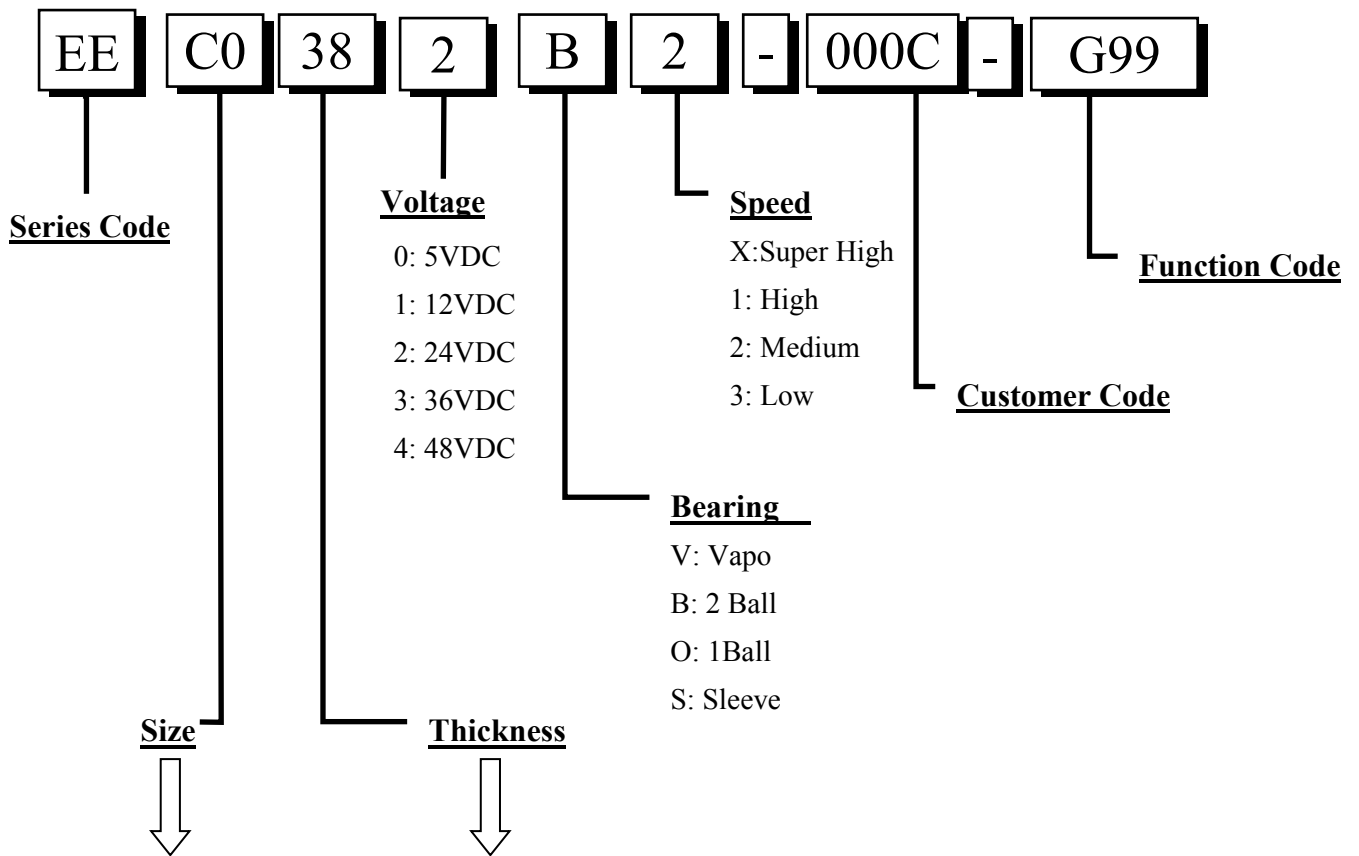 EE C0 38 2 B 2 - 000C - G99
Series Code
Voltage
0: 5VDC
1: 12VDC
2: 24VDC
3: 36VDC
4: 48VDC
Speed
X:Super High
1: High
2: Medium
3: Low
Function Code
Customer Code
Bearing
V: Vapo
B: 2 Ball
O: 1Ball
S: Sleeve
Size
Thickness